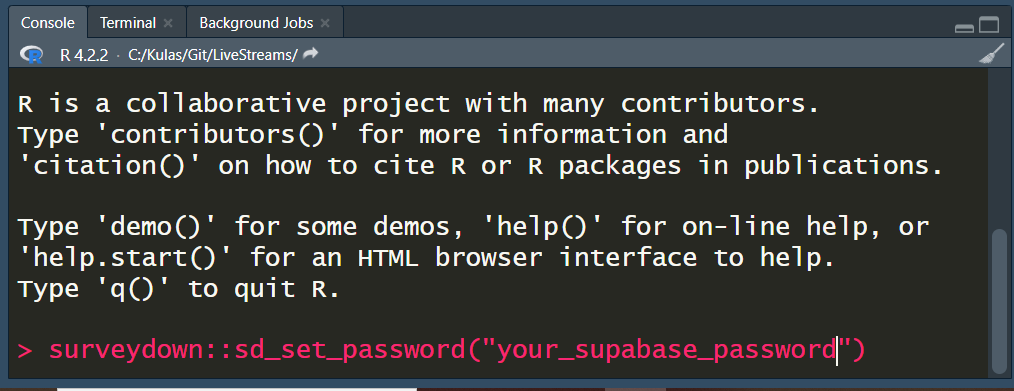 Console Terminal Background Jobs
R 4.2.2 · C:/Kulas/Git/LiveStreams/
R is a collaborative project with many contributors.
Type 'contributors()' for more information and
'citation()' on how to cite R or R packages in publications.
Type 'demo()' for some demos, 'help()' for on-line help, or
'help.start()' for an HTML browser interface to help.
Type 'q()' to quit R.
> surveydown::sd_set_password("your_supabase_password")